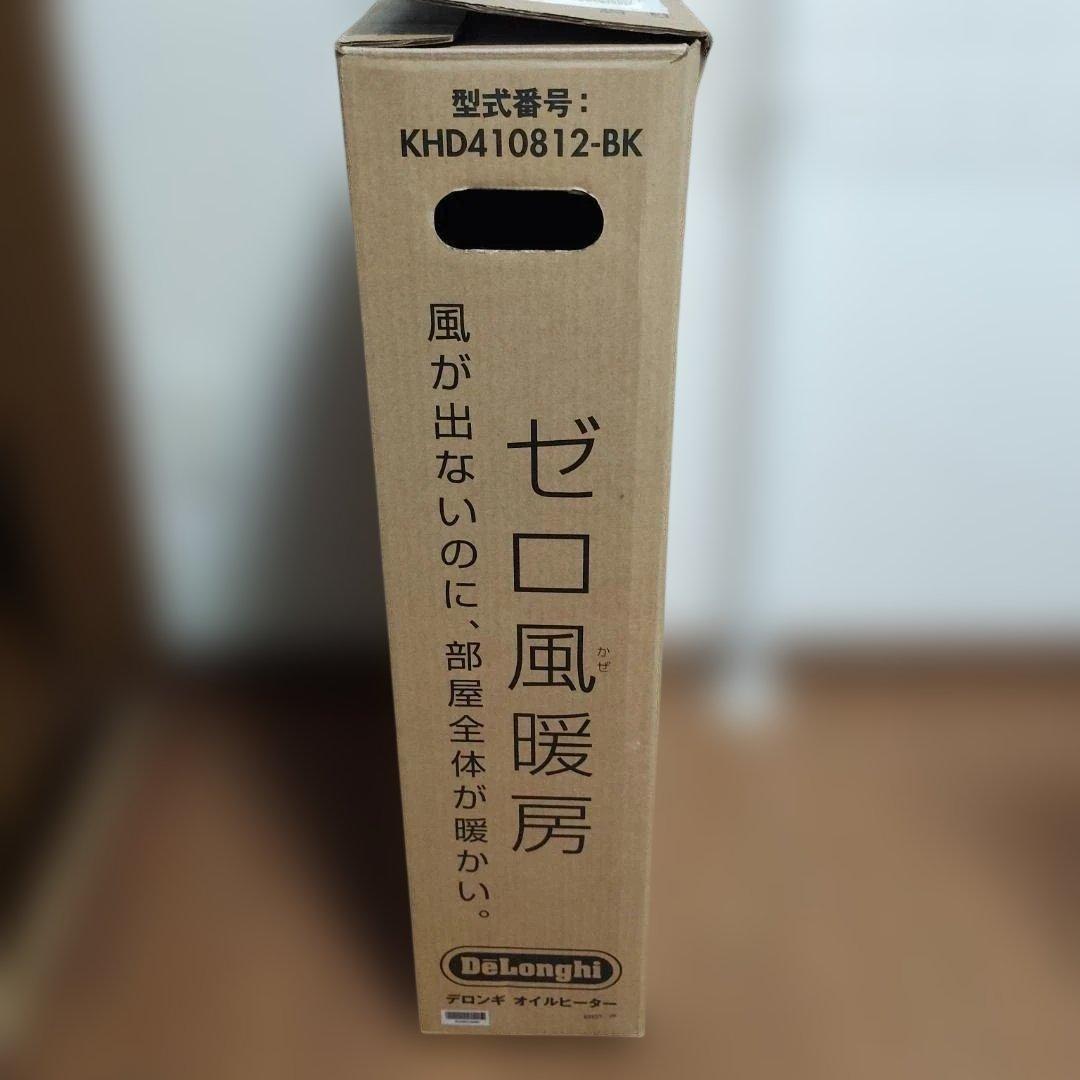 型式番号:
KHD410812-BK
ゼロ風暖房
かぜ
風が出ないのに、部屋全体が暖かい。
DeLonghi
デロンギ オイルヒーター